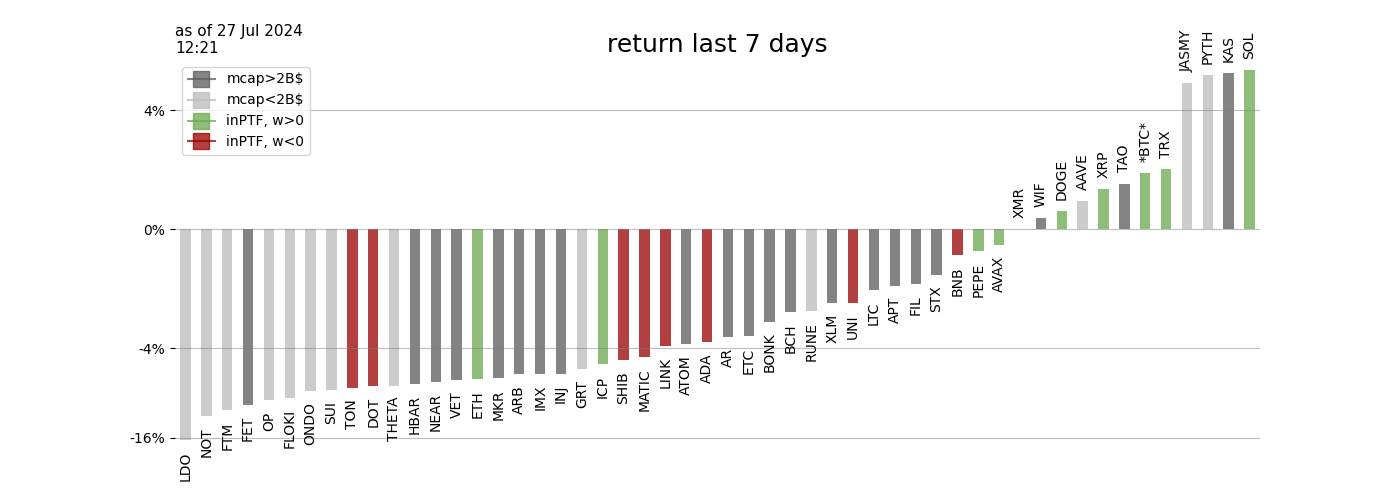 as of 27 Jul 2024
12:21
return last 7 days
mcap>2B$
mcap<2B$
inPTF, w>0
inPTF, w<0
4%
0%
-4%
-16%
LDO
NOT
FTM
FET
OP
FLOKI
ONDO
SUI
TON
DOT
THETA
HBAR
NEAR
VET
ETH
MKR
ARB
IMX
INJ
GRT
ICP
SHIB
MATIC
LINK
ATOM
ADA
AR
ETC
BONK
BCH
RUNE
XLM
UNI
LTC
APT
FIL
STX
BNB
PEPE
AVAX
XMR
WIF
DOGE
AAVE
XRP
TAO
*BTC*
TRX
JASMY
PYTH
KAS
SOL